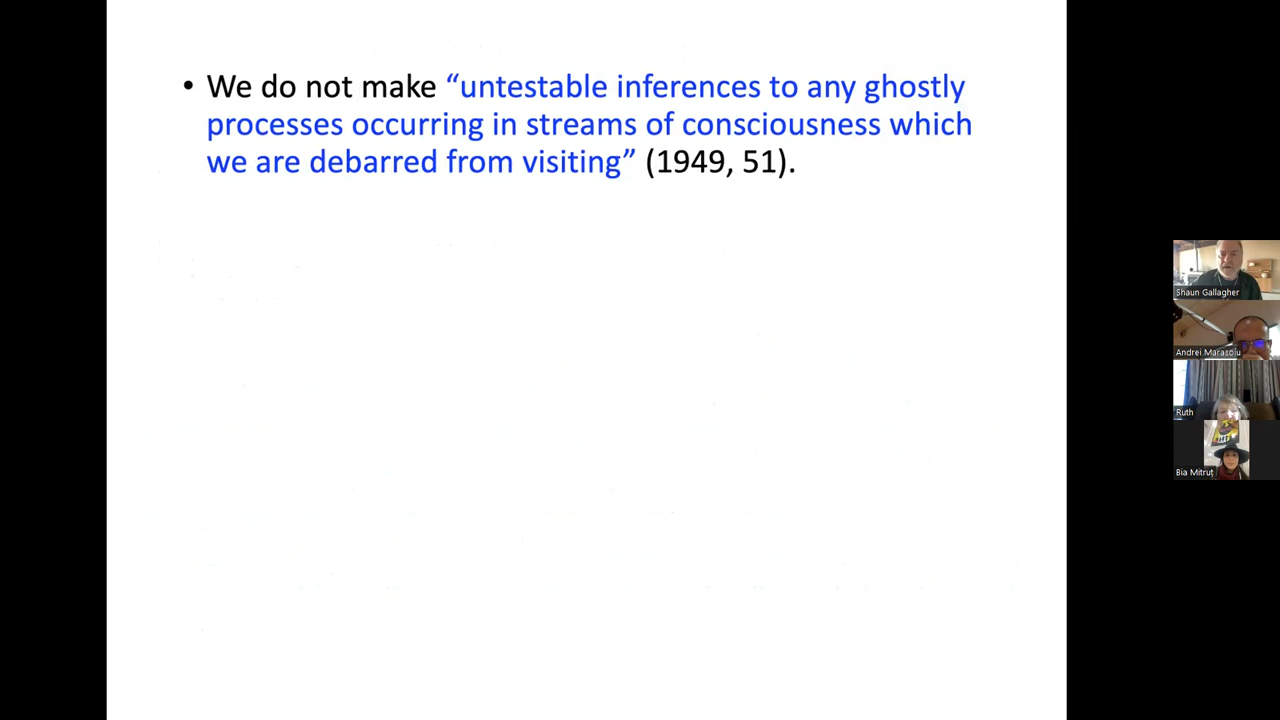 • We do not make “untestable inferences to any ghostly
processes occurring in streams of consciousness which
we are debarred from visiting” (1949, 51).
Shaun Gallagher
Andrei Marasoiu
Ruth
Bia Mitruț